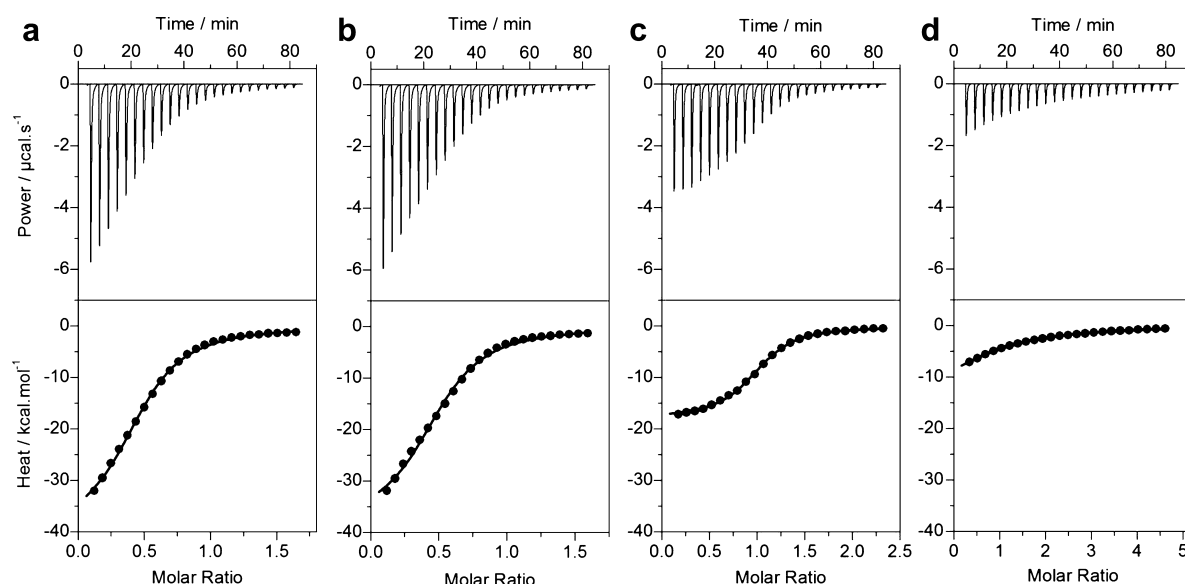 a
Time / min
0 20 40 60 80
Power / µcal.s⁻¹
0
-2
-4
-6
Heat / kcal.mol⁻¹
0
-10
-20
-30
-40
0.0 0.5 1.0 1.5
Molar Ratio
b
Time / min
0 20 40 60 80
0
-2
-4
-6
0
-10
-20
-30
-40
0.0 0.5 1.0 1.5
Molar Ratio
c
Time / min
0 20 40 60 80
0
-2
-4
-6
0
-10
-20
-30
-40
0.0 0.5 1.0 1.5 2.0 2.5
Molar Ratio
d
Time / min
0 10 20 30 40 50 60 70 80
0
-2
-4
-6
0
-10
-20
-30
-40
0 1 2 3 4 5
Molar Ratio